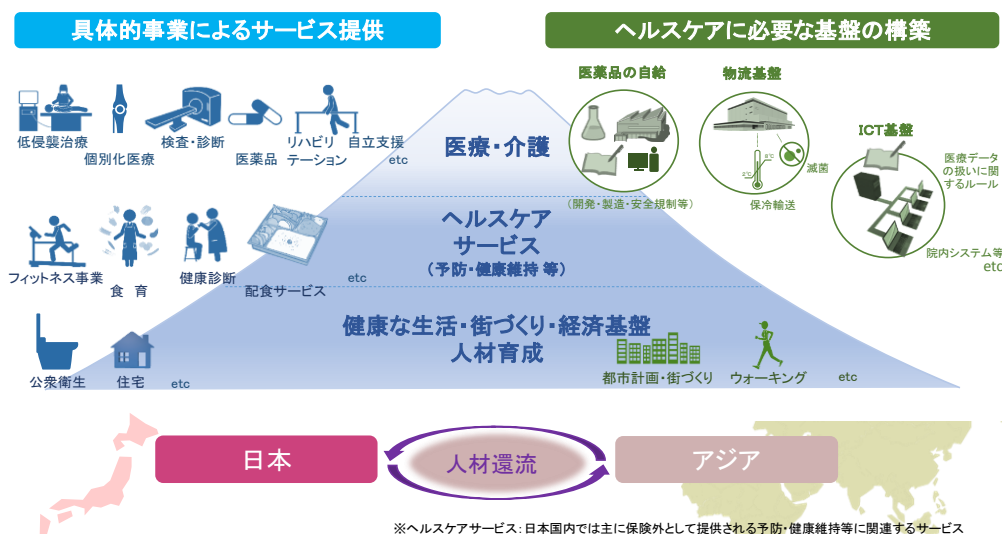 具体的事業によるサービス提供
ヘルスケアに必要な基盤の構築
低侵襲治療
個別化医療
検査・診断
医薬品
リハビリ
テーション
自立支援
etc
医療・介護
医薬品の自給
(開発・製造・安全規制等)
物流基盤
8℃
2℃
滅菌
保冷輸送
ICT基盤
医療データ
の扱いに関
するルール
院内システム等
etc
フィットネス事業
食 育
健康診断
配食サービス
etc
ヘルスケア
サービス
(予防・健康維持 等)
健康な生活・街づくり・経済基盤
人材育成
公衆衛生
住宅
etc
都市計画・街づくり
ウォーキング
etc
日本
人材還流
アジア
※ヘルスケアサービス:日本国内では主に保険外として提供される予防・健康維持等に関連するサービス